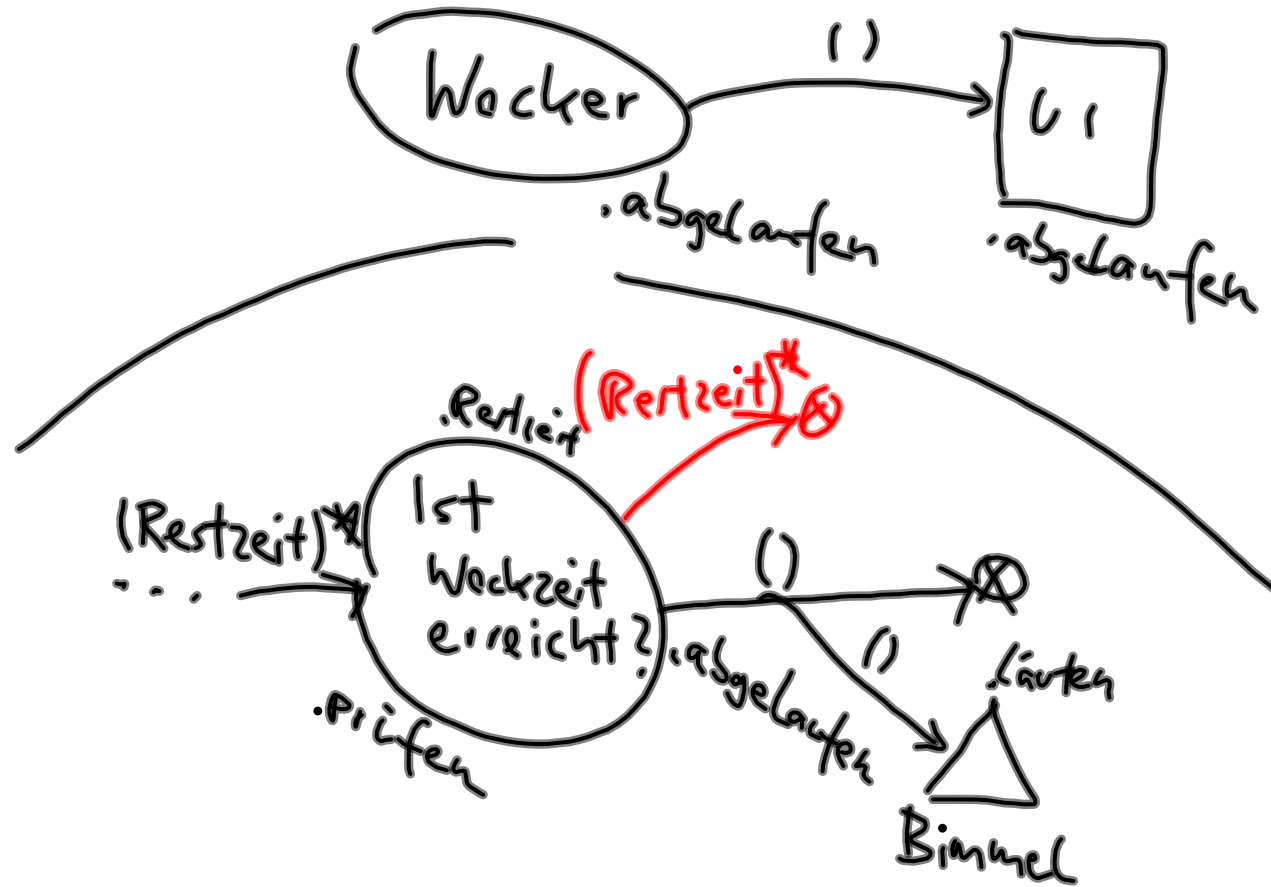 Wecker
()
UI
.abgelaufen
.abgelaufen
.Restzeit
(Restzeit)*
(Restzeit)*
...
Ist
Weckzeit
erreicht?
.prüfen
()
.abgelaufen
()
.läuten
Bimmel